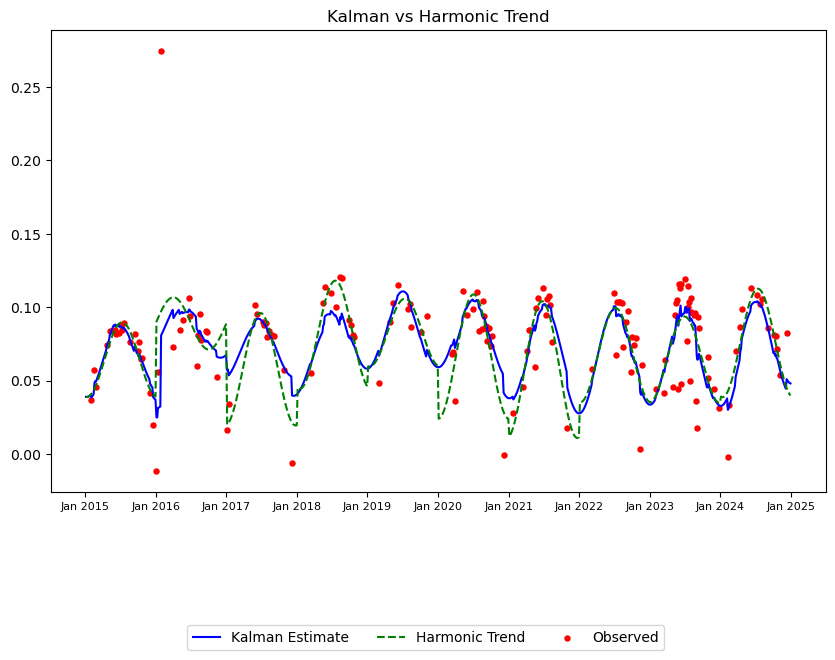 Kalman vs Harmonic Trend
0.25
0.20
0.15
0.10
0.05
0.00
Jan 2015 Jan 2016 Jan 2017 Jan 2018 Jan 2019 Jan 2020 Jan 2021 Jan 2022 Jan 2023 Jan 2024 Jan 2025
Kalman Estimate Harmonic Trend Observed